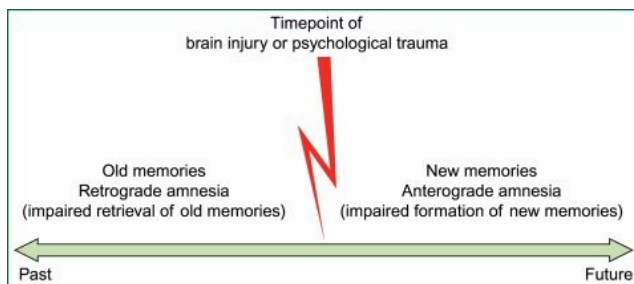 Timepoint of
brain injury or psychological trauma
Old memories
Retrograde amnesia
(impaired retrieval of old memories)
New memories
Anterograde amnesia
(impaired formation of new memories)
Past
Future